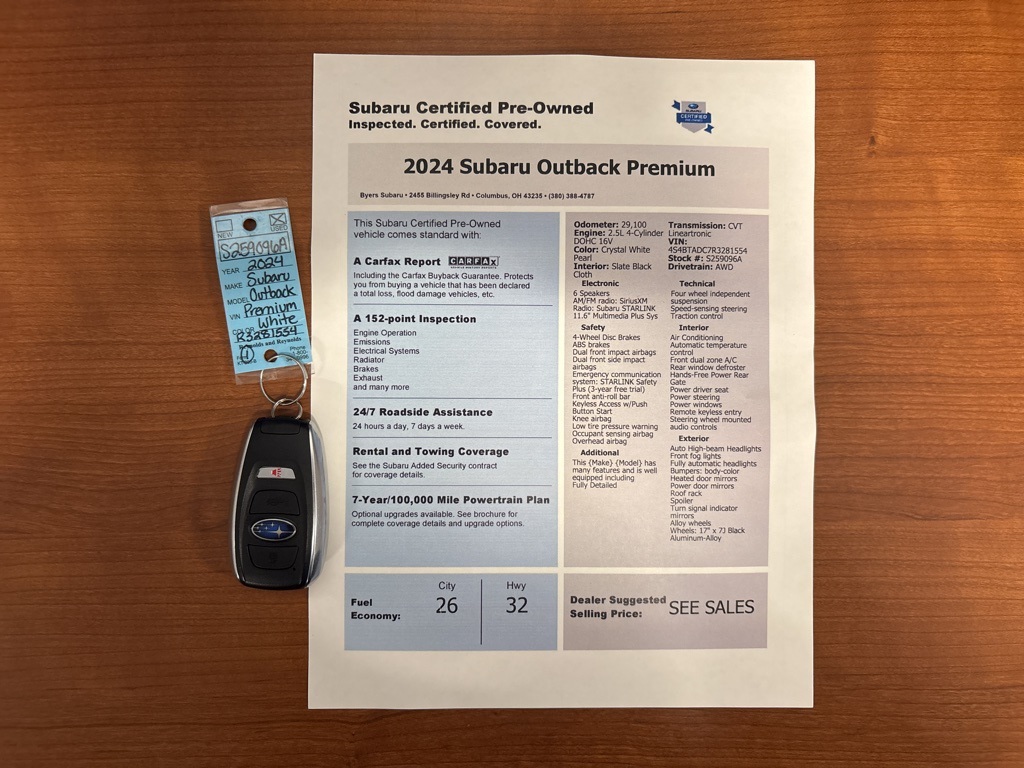 Subaru Certified Pre-Owned
Inspected. Certified. Covered.
SUBARU
CERTIFIED
PRE-OWNED
2024 Subaru Outback Premium
Byers Subaru • 2455 Billingsley Rd • Columbus, OH 43235 • (380) 388-4787
NEW
USED
S259096A
YEAR 2024
MAKE Subaru
MODEL Outback
VIN Premium
White
R3281554
Reynolds and Reynolds
1
This Subaru Certified Pre-Owned
vehicle comes standard with:
A Carfax Report CARFAX
Including the Carfax Buyback Guarantee. Protects
you from buying a vehicle that has been declared
a total loss, flood damage vehicles, etc.
A 152-point Inspection
Engine Operation
Emissions
Electrical Systems
Radiator
Brakes
Exhaust
and many more
24/7 Roadside Assistance
24 hours a day, 7 days a week.
Rental and Towing Coverage
See the Subaru Added Security contract
for coverage details.
7-Year/100,000 Mile Powertrain Plan
Optional upgrades available. See brochure for
complete coverage details and upgrade options.
Odometer: 29,100
Engine: 2.5L 4-Cylinder
DOHC 16V
Color: Crystal White
Pearl
Interior: Slate Black
Cloth
Transmission: CVT
Lineartronic
VIN:
4S4BTADC7R3281554
Stock #: S259096A
Drivetrain: AWD
Electronic
6 Speakers
AM/FM radio: SiriusXM
Radio: Subaru STARLINK
11.6" Multimedia Plus Sys
Safety
4-Wheel Disc Brakes
ABS brakes
Dual front impact airbags
Dual front side impact
airbags
Emergency communication
system: STARLINK Safety
Plus (3-year free trial)
Front anti-roll bar
Keyless Access w/Push
Button Start
Knee airbag
Low tire pressure warning
Occupant sensing airbag
Overhead airbag
Additional
This {Make} {Model} has
many features and is well
equipped including
Fully Detailed
Technical
Four wheel independent
suspension
Speed-sensing steering
Traction control
Interior
Air Conditioning
Automatic temperature
control
Front dual zone A/C
Rear window defroster
Hands-Free Power Rear
Gate
Power driver seat
Power steering
Power windows
Remote keyless entry
Steering wheel mounted
audio controls
Exterior
Auto High-beam Headlights
Front fog lights
Fully automatic headlights
Bumpers: body-color
Heated door mirrors
Power door mirrors
Roof rack
Spoiler
Turn signal indicator
mirrors
Alloy wheels
Wheels: 17" x 7J Black
Aluminum-Alloy
Fuel
Economy:
City
26
Hwy
32
Dealer Suggested
Selling Price:
SEE SALES